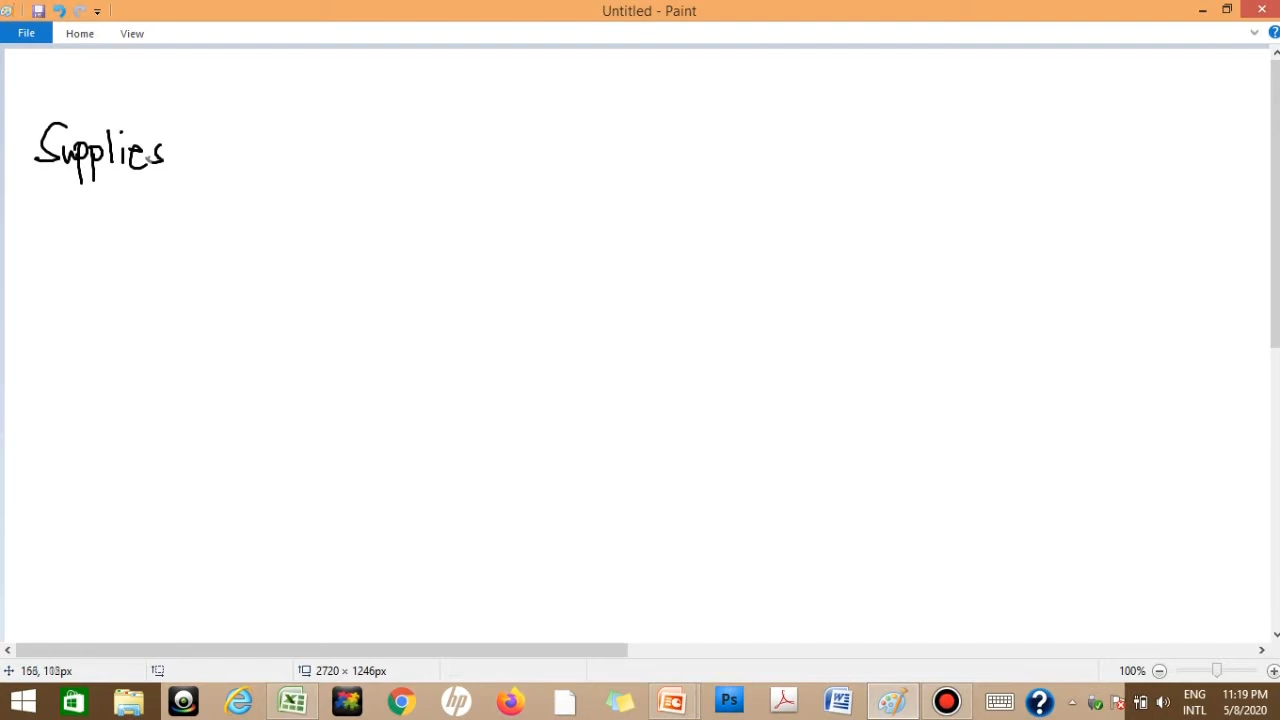 Untitled - Paint
File Home View
Supplies
2720 × 1246px
100%
ENG 11:19 PM
INTL 5/8/2020